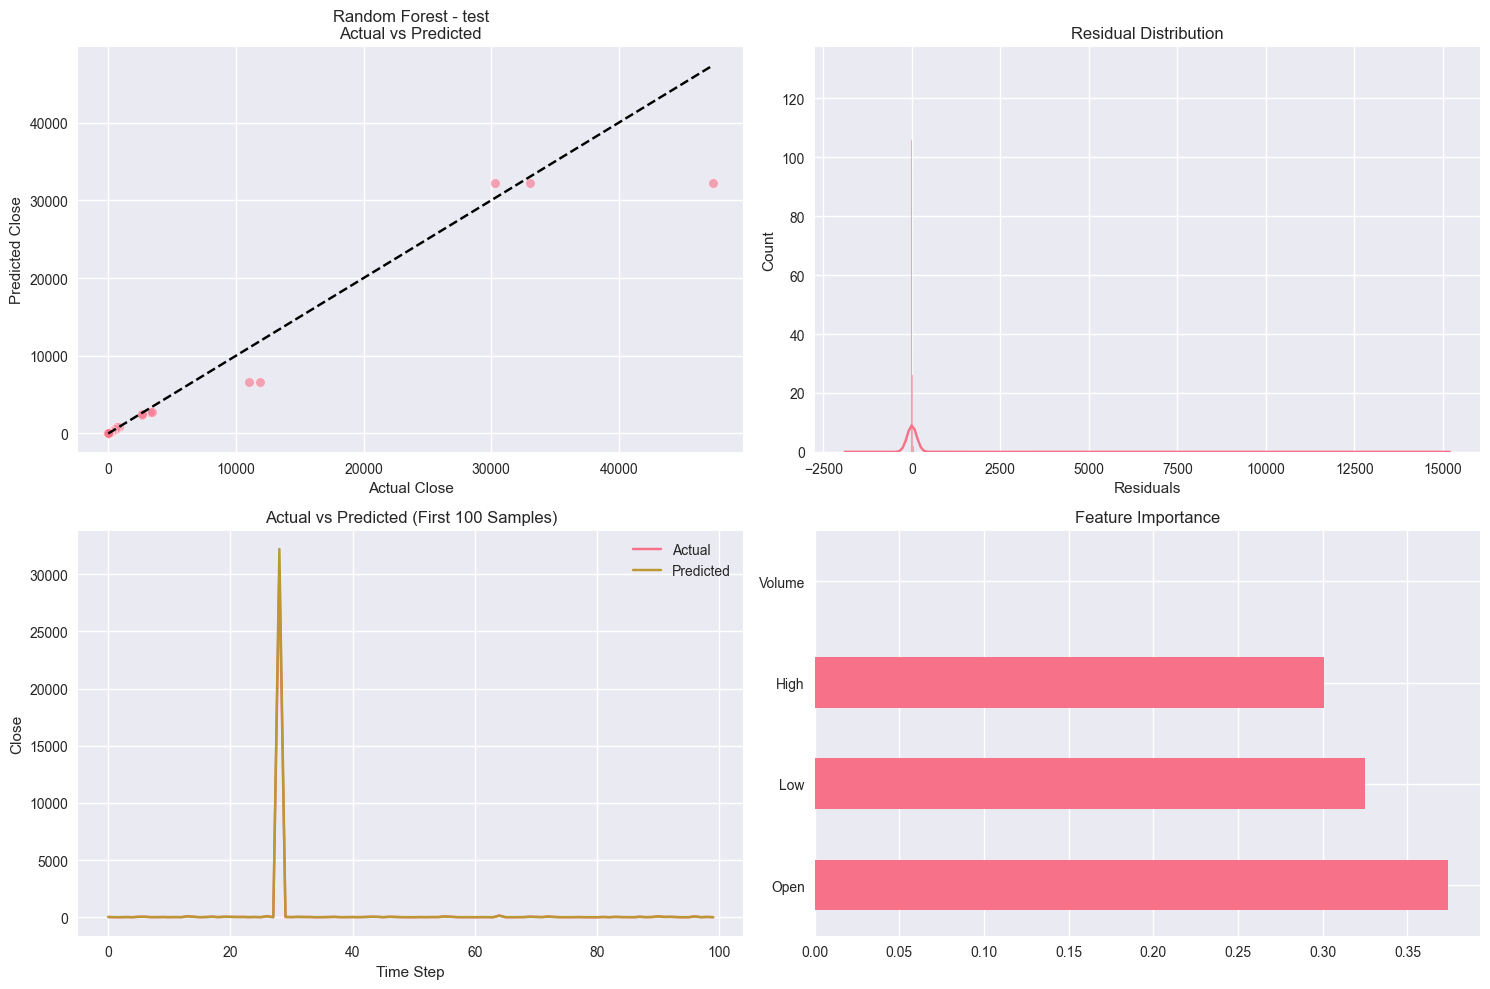 Random Forest - test
Actual vs Predicted
40000
30000
20000
10000
0
Predicted Close
0
10000
20000
30000
40000
Actual Close
Residual Distribution
120
100
80
60
40
20
0
Count
−2500
0
2500
5000
7500
10000
12500
15000
Residuals
Actual vs Predicted (First 100 Samples)
Actual
Predicted
30000
25000
20000
15000
10000
5000
0
Close
0
20
40
60
80
100
Time Step
Feature Importance
Volume
High
Low
Open
0.00
0.05
0.10
0.15
0.20
0.25
0.30
0.35